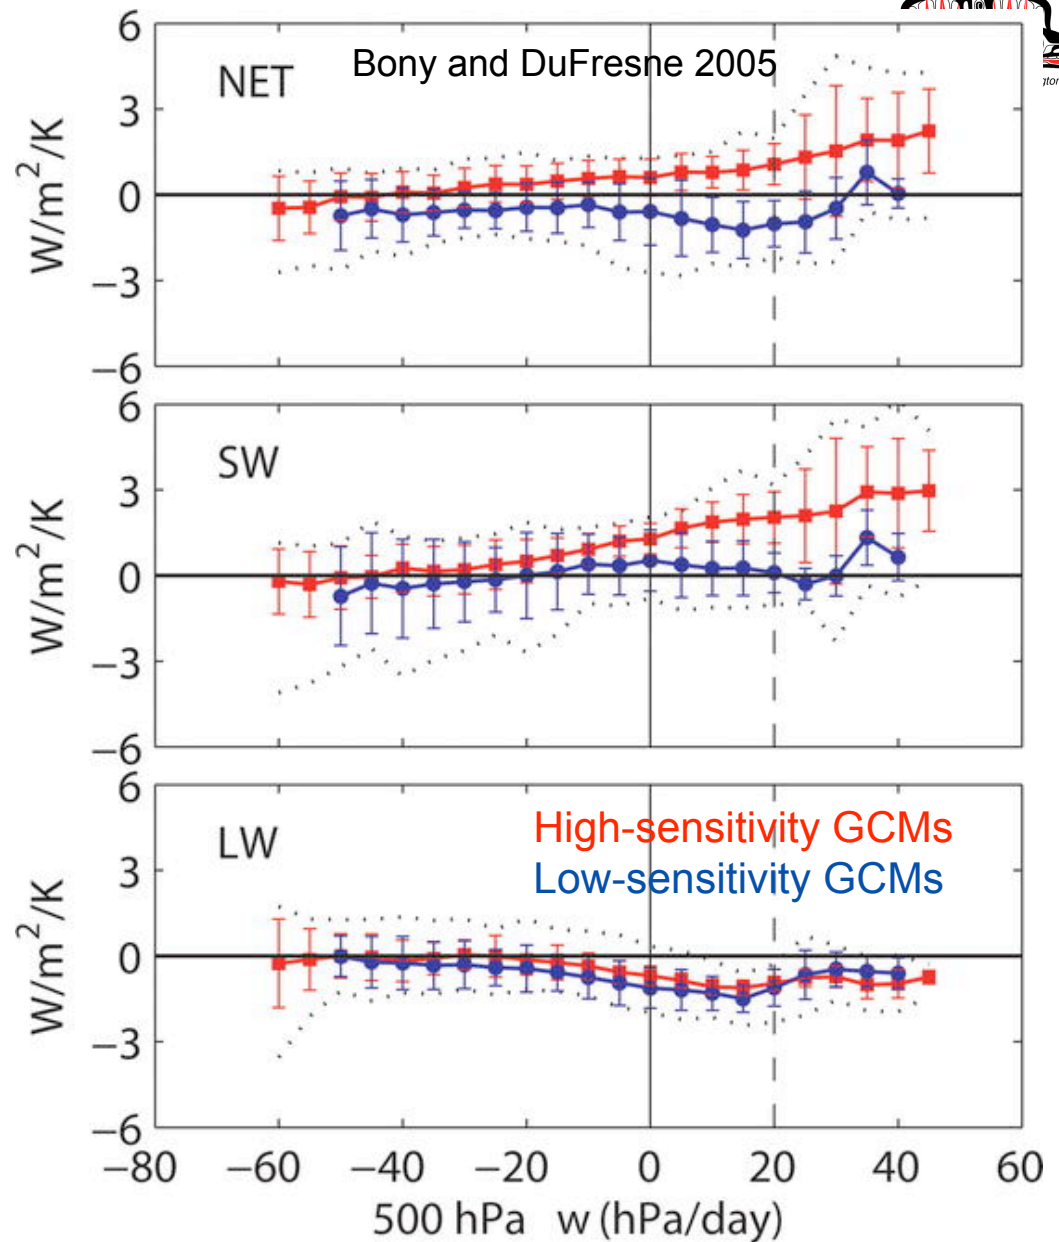 6
Bony and DuFresne 2005
NET
3
0
−3
−6
W/m²/K
6
SW
3
0
−3
−6
W/m²/K
6
High-sensitivity GCMs
LW
Low-sensitivity GCMs
3
0
−3
−6
W/m²/K
−80 −60 −40 −20 0 20 40 60
500 hPa w (hPa/day)